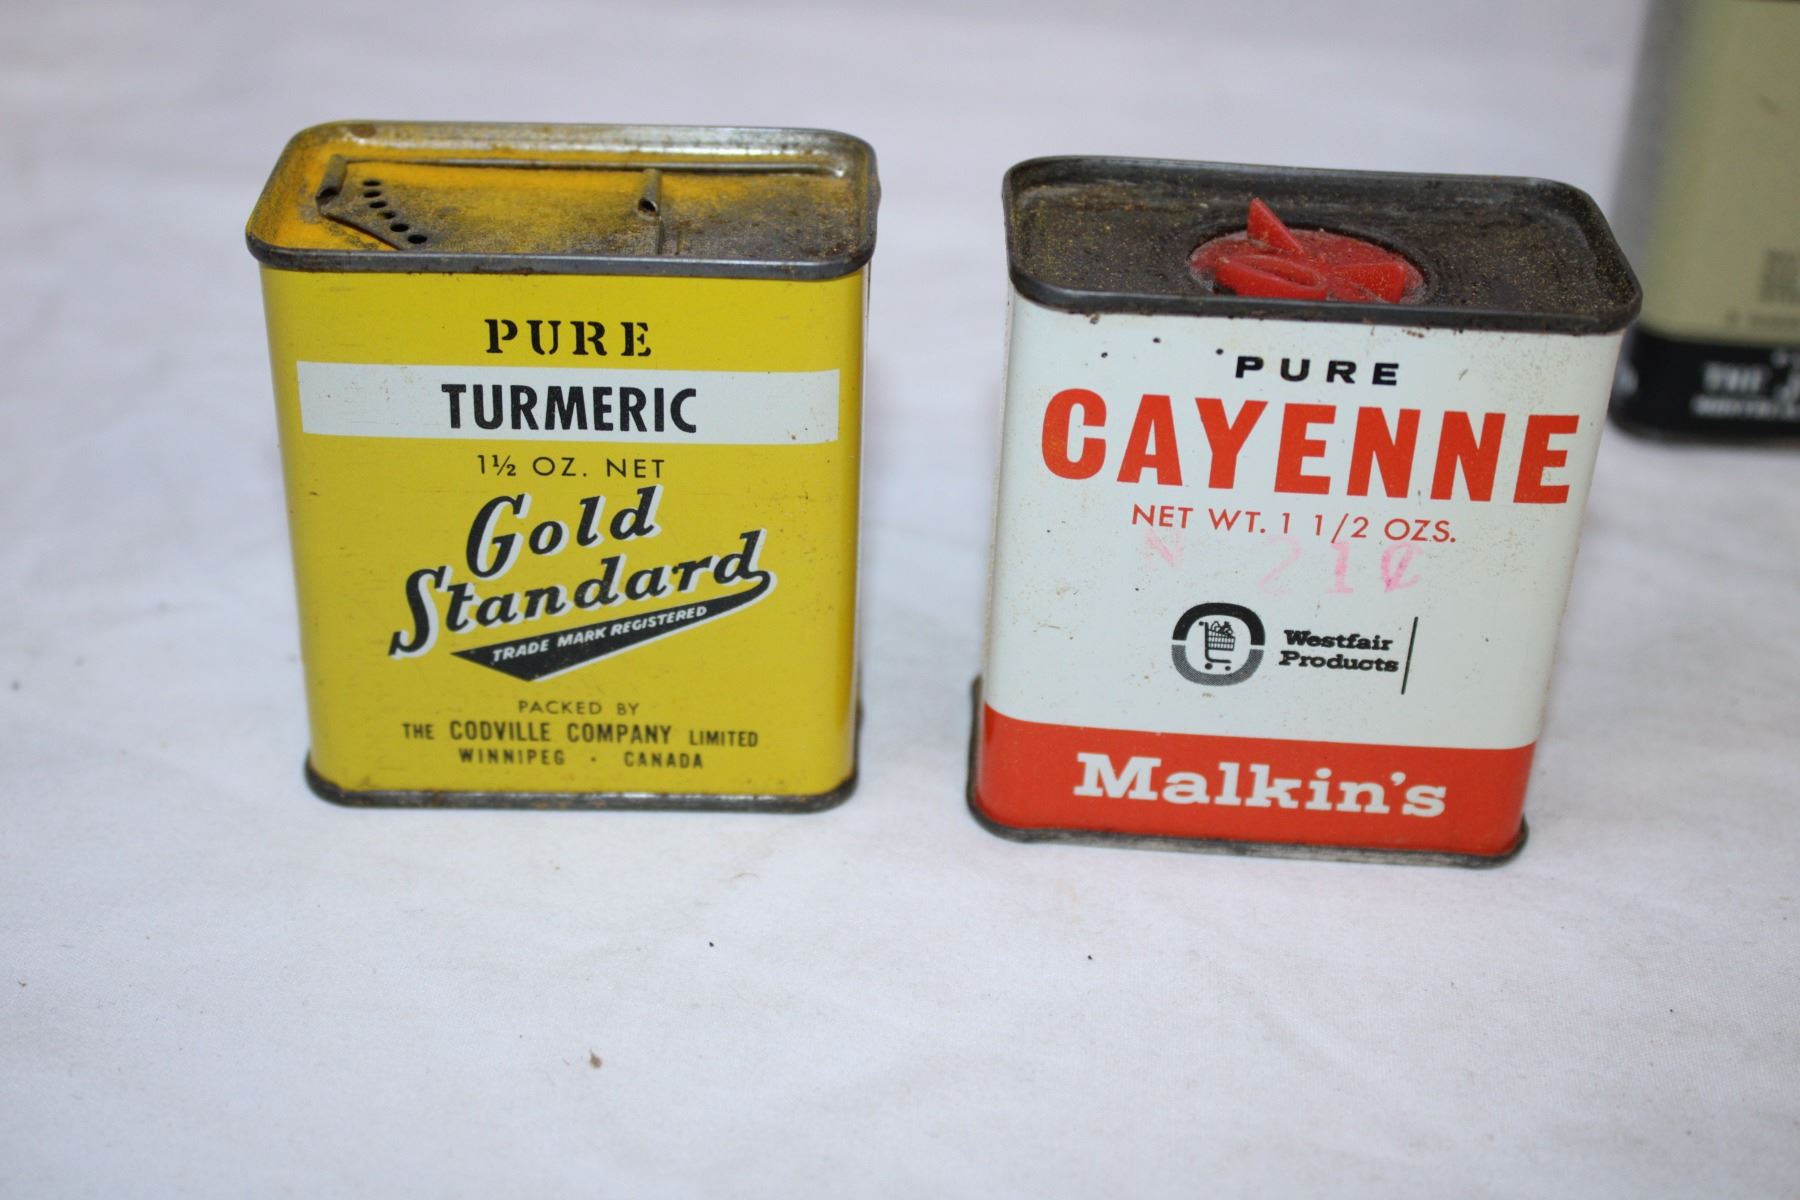 PURE
TURMERIC
1½ OZ. NET
Gold
Standard
TRADE MARK REGISTERED
PACKED BY
THE CODVILLE COMPANY LIMITED
WINNIPEG · CANADA
PURE
CAYENNE
NET WT. 1 1/2 OZS.
N 21¢
Westfair
Products
Malkin's